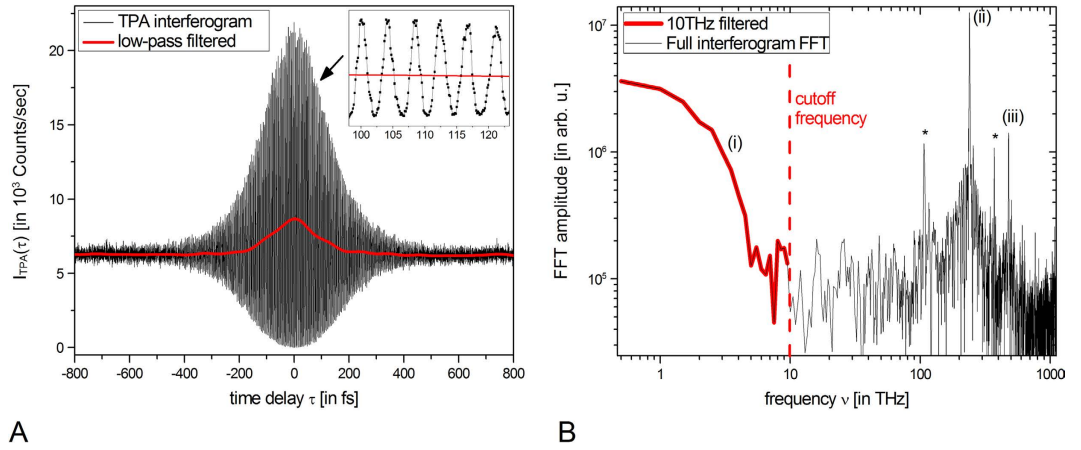 TPA interferogram
low-pass filtered
20
15
10
5
0
I_TPA(τ) [in 10³ Counts/sec]
100 105 110 115 120
-800 -600 -400 -200 0 200 400 600 800
time delay τ [in fs]
A
10THz filtered
Full interferogram FFT
(ii)
cutoff
frequency
(i)
*
*
(iii)
10⁷
10⁶
10⁵
FFT amplitude [in arb. u.]
1 10 100 1000
frequency ν [in THz]
B